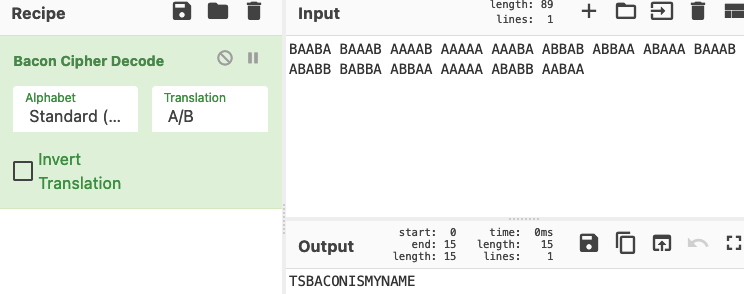 Recipe
Bacon Cipher Decode
Alphabet
Standard (...
Translation
A/B
Invert
Translation
Input
length: 89
lines: 1
BAABA BAAAB AAAAB AAAAA AAABA ABBAB ABBAA ABAAA BAAAB
ABABB BABBA ABBAA AAAAA ABABB AABAA
Output
start: 0
end: 15
length: 15
time: 0ms
length: 15
lines: 1
TSBACONISMYNAME